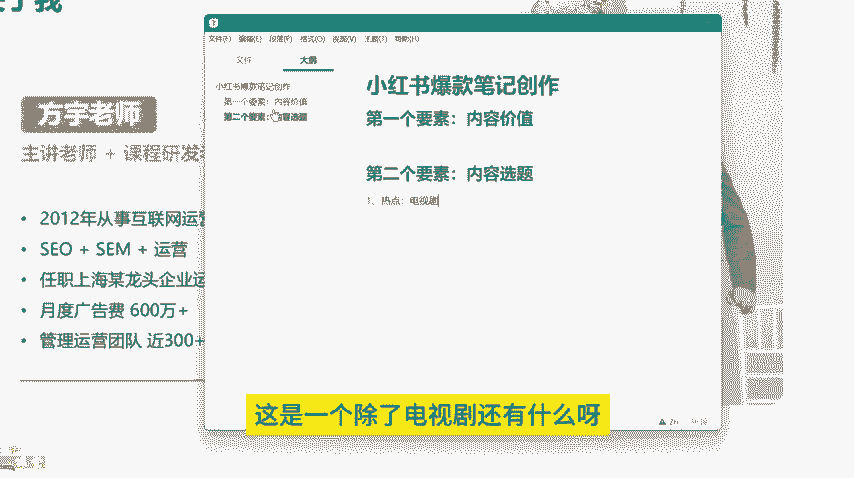 方宇老师
主讲老师 + 课程研发
• 2012年从事互联网运营
• SEO + SEM + 运营
• 任职上海某龙头企业运
• 月度广告费 600万+
• 管理运营团队 近300+
文件(F) 编辑(E) 段落(P) 格式(O) 视图(V) 主题(T) 帮助(H)
文件 大纲
小红书爆款笔记创作
第一个要素：内容价值
第二个要素：内容选题
小红书爆款笔记创作
第一个要素：内容价值
第二个要素：内容选题
1、热点：电视剧
这是一个除了电视剧还有什么呀